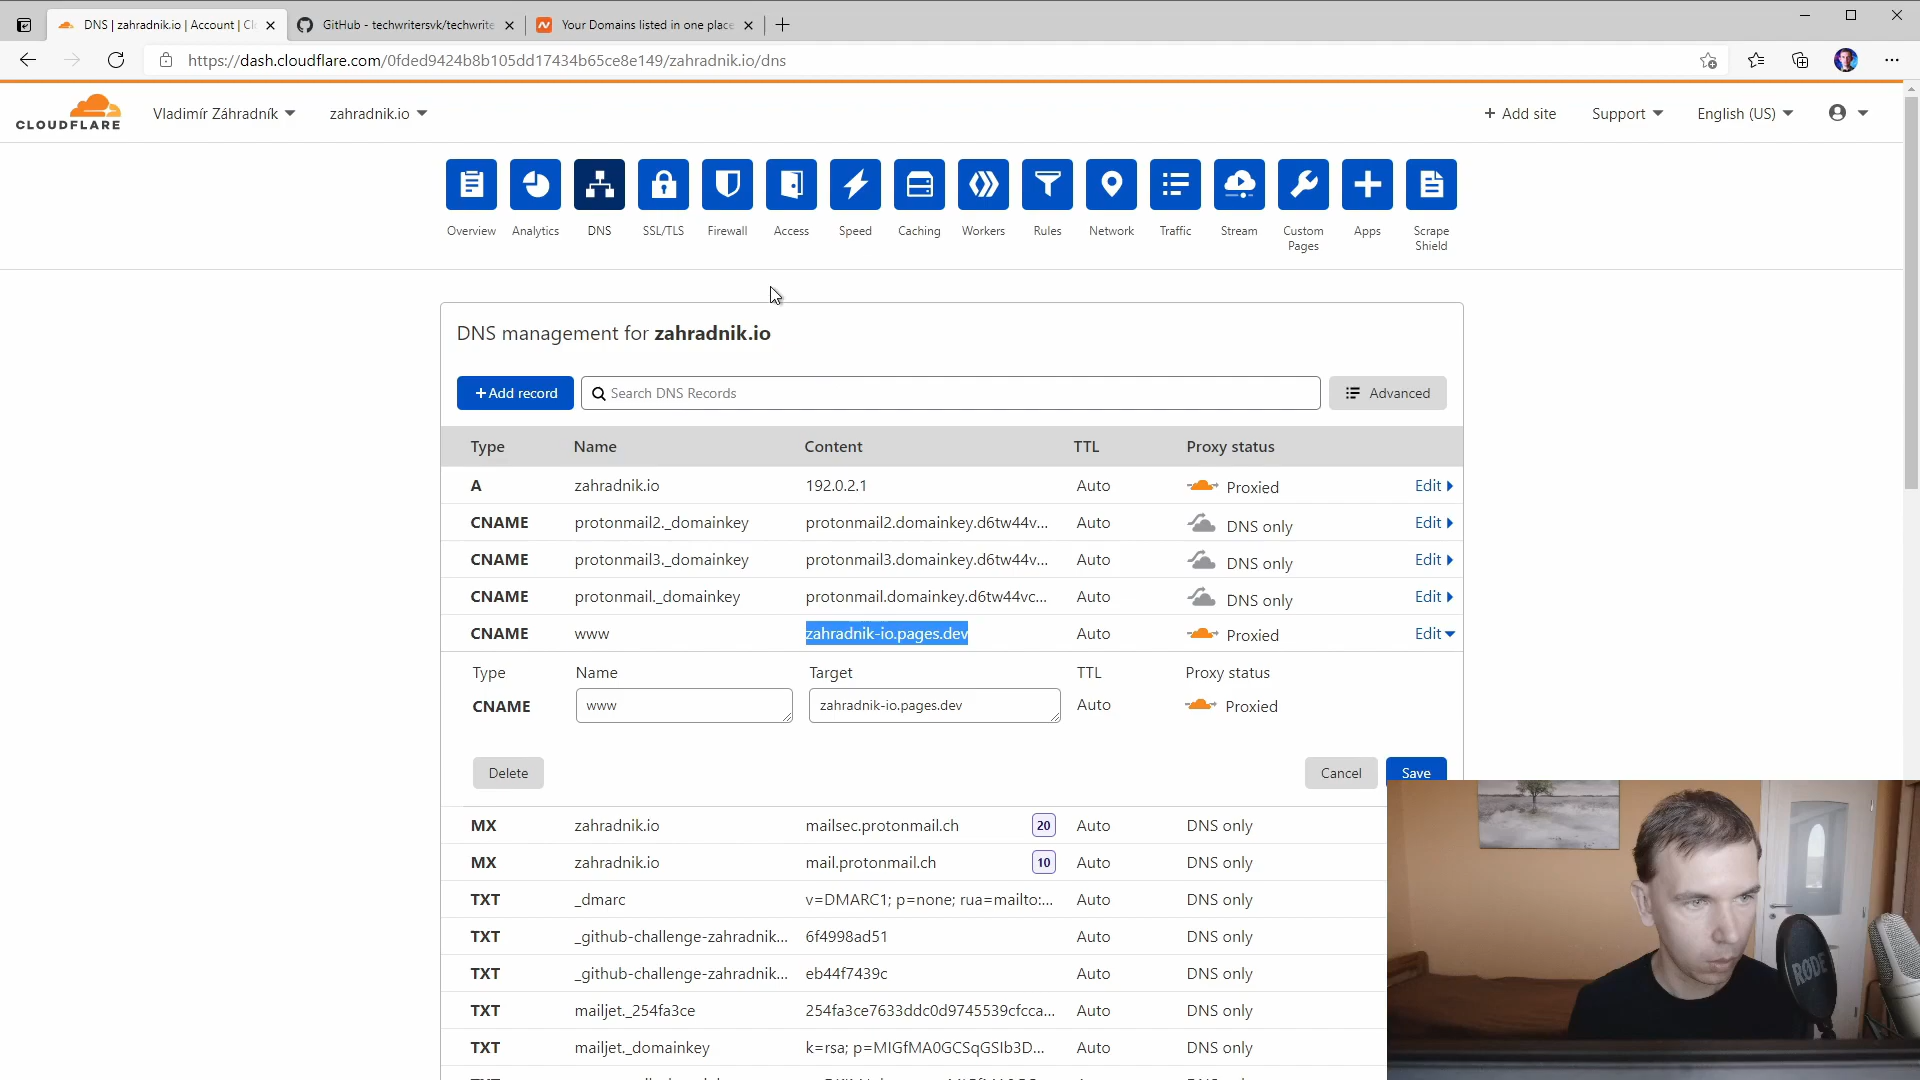 DNS | zahradnik.io | Account | Cl
GitHub - techwritersvk/techwrite
Your Domains listed in one place
https://dash.cloudflare.com/0fded9424b8b105dd17434b65ce8e149/zahradnik.io/dns
CLOUDFLARE
Vladimír Záhradník
zahradnik.io
+ Add site
Support
English (US)
Overview
Analytics
DNS
SSL/TLS
Firewall
Access
Speed
Caching
Workers
Rules
Network
Traffic
Stream
Custom Pages
Apps
Scrape Shield
DNS management for zahradnik.io
+Add record
Search DNS Records
Advanced
Type Name Content TTL Proxy status
A zahradnik.io 192.0.2.1 Auto Proxied Edit
CNAME protonmail2._domainkey protonmail2.domainkey.d6tw44v... Auto DNS only Edit
CNAME protonmail3._domainkey protonmail3.domainkey.d6tw44v... Auto DNS only Edit
CNAME protonmail._domainkey protonmail.domainkey.d6tw44vc... Auto DNS only Edit
CNAME www zahradnik-io.pages.dev Auto Proxied Edit
Type Name Target TTL Proxy status
CNAME www zahradnik-io.pages.dev Auto Proxied
Delete Cancel Save
MX zahradnik.io mailsec.protonmail.ch 20 Auto DNS only
MX zahradnik.io mail.protonmail.ch 10 Auto DNS only
TXT _dmarc v=DMARC1; p=none; rua=mailto:... Auto DNS only
TXT _github-challenge-zahradnik... 6f4998ad51 Auto DNS only
TXT _github-challenge-zahradnik... eb44f7439c Auto DNS only
TXT mailjet._254fa3ce 254fa3ce7633ddc0d9745539cfcca... Auto DNS only
TXT mailjet._domainkey k=rsa; p=MIGfMA0GCSqGSIb3D... Auto DNS only
RØDE